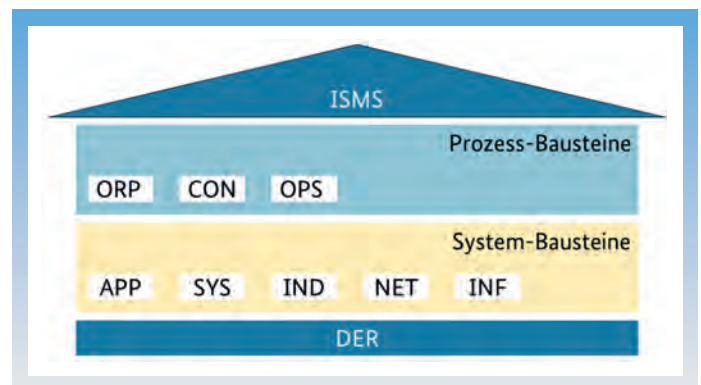 ISMS
Prozess-Bausteine
ORP CON OPS
System-Bausteine
APP SYS IND NET INF
DER